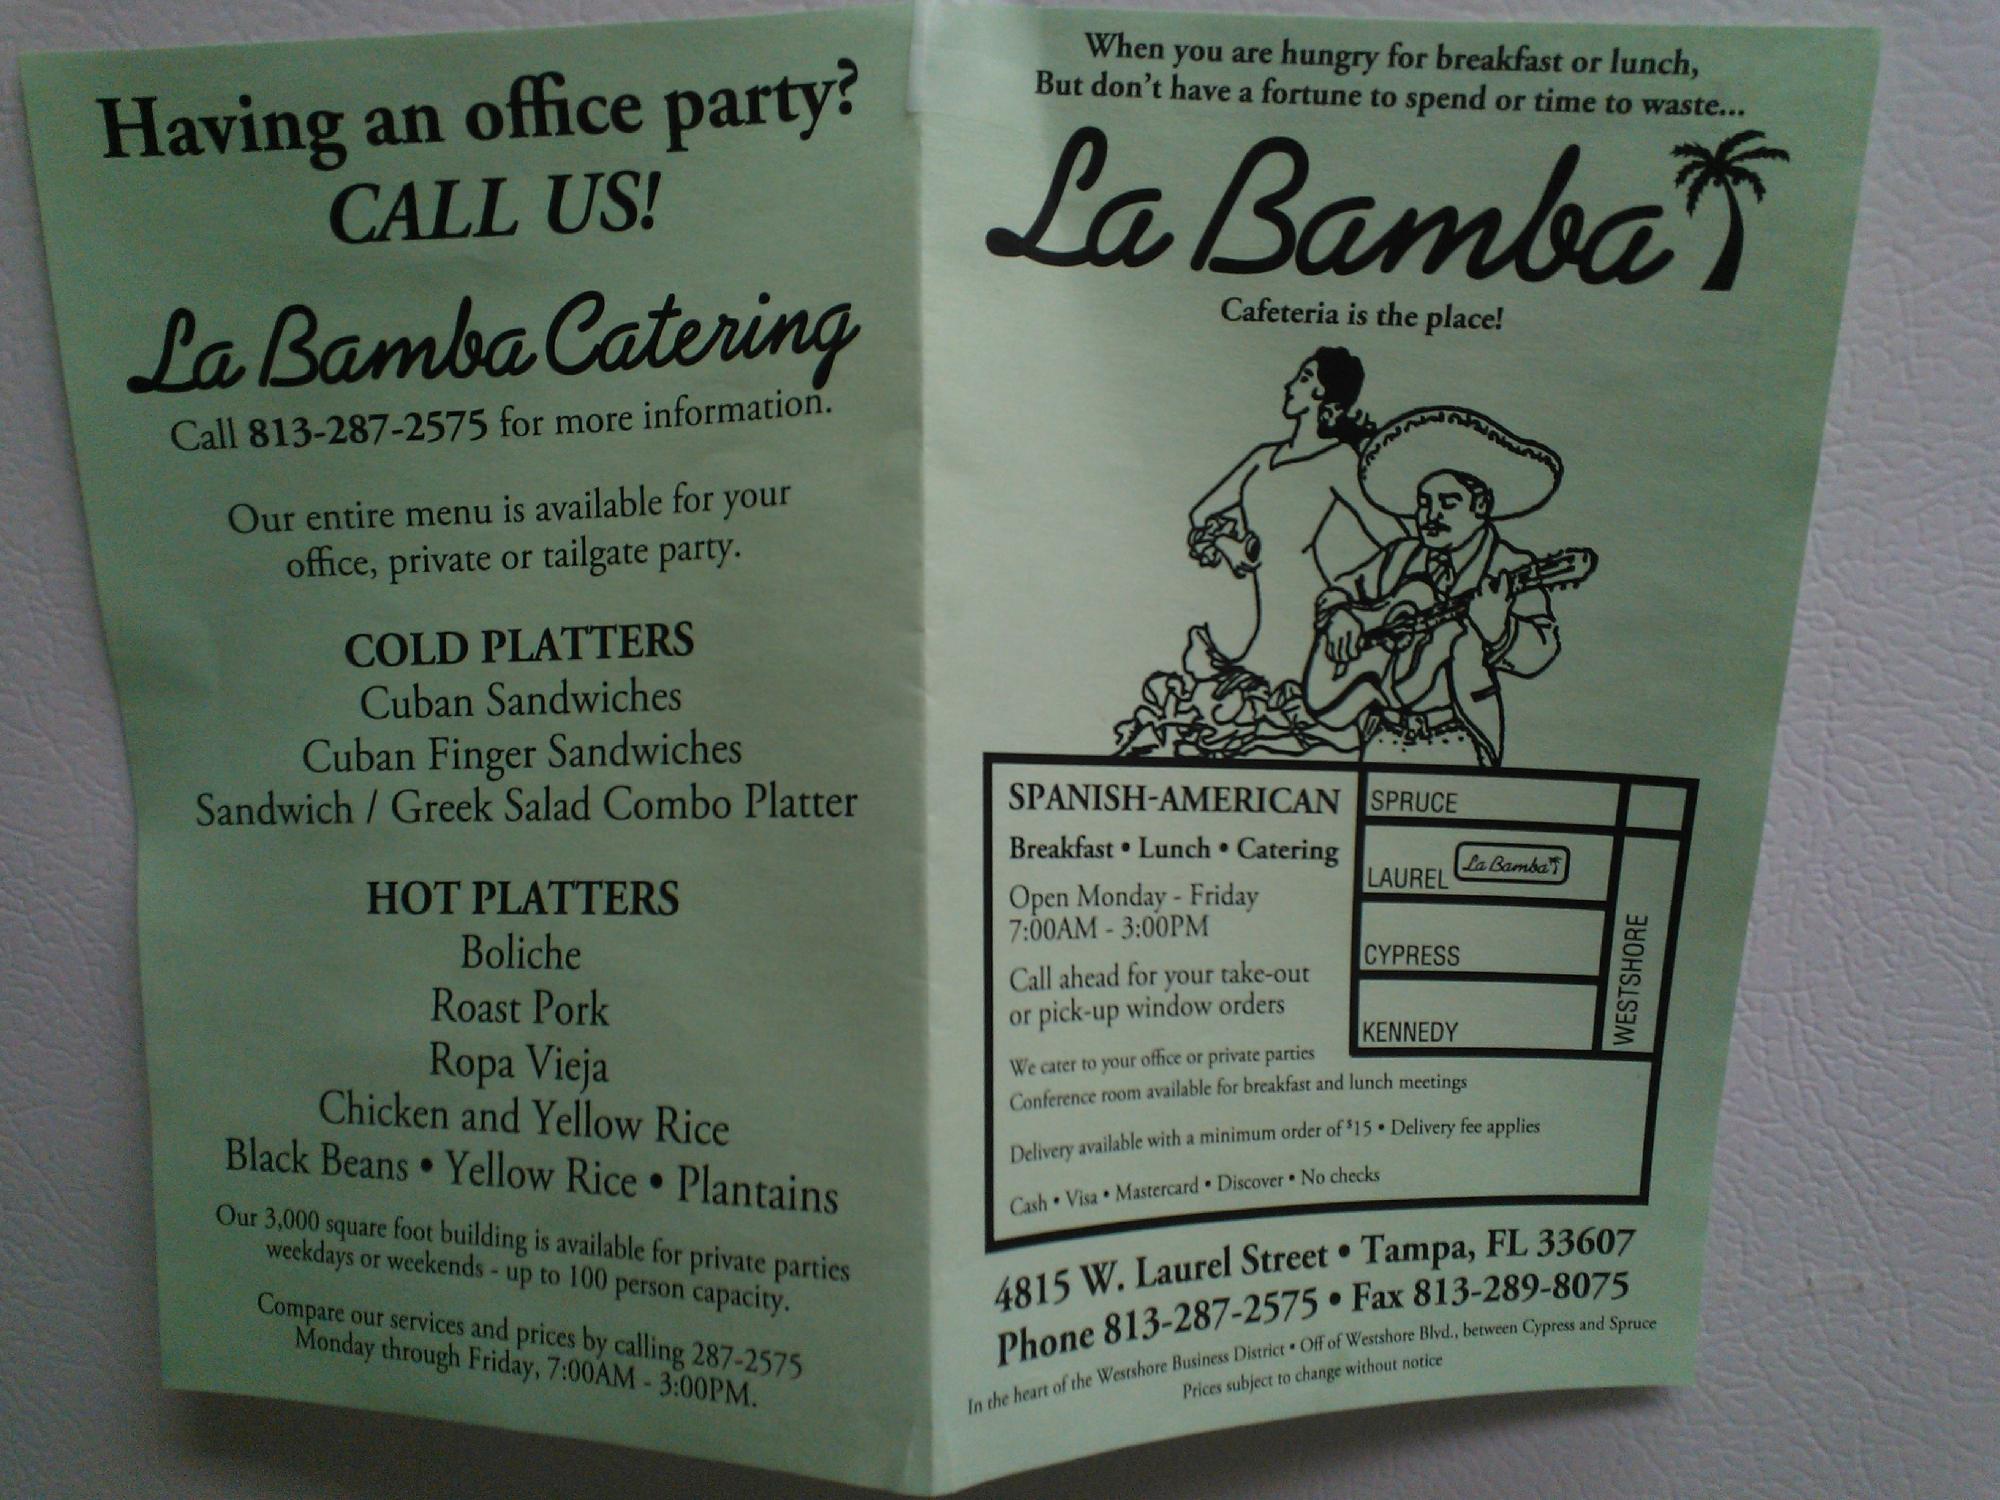 Having an office party?
CALL US!
La Bamba Catering
Call 813-287-2575 for more information.
Our entire menu is available for your
office, private or tailgate party.
COLD PLATTERS
Cuban Sandwiches
Cuban Finger Sandwiches
Sandwich / Greek Salad Combo Platter
HOT PLATTERS
Boliche
Roast Pork
Ropa Vieja
Chicken and Yellow Rice
Black Beans • Yellow Rice • Plantains
Our 3,000 square foot building is available for private parties
weekdays or weekends - up to 100 person capacity.
Compare our services and prices by calling 287-2575
Monday through Friday, 7:00AM - 3:00PM.
When you are hungry for breakfast or lunch,
But don't have a fortune to spend or time to waste...
La Bamba
Cafeteria is the place!
SPANISH-AMERICAN
Breakfast • Lunch • Catering
Open Monday - Friday
7:00AM - 3:00PM
Call ahead for your take-out
or pick-up window orders
We cater to your office or private parties
Conference room available for breakfast and lunch meetings
Delivery available with a minimum order of $15 • Delivery fee applies
Cash • Visa • Mastercard • Discover • No checks
SPRUCE
LAUREL La Bamba
CYPRESS
KENNEDY
WESTSHORE
4815 W. Laurel Street • Tampa, FL 33607
Phone 813-287-2575 • Fax 813-289-8075
In the heart of the Westshore Business District • Off of Westshore Blvd., between Cypress and Spruce
Prices subject to change without notice